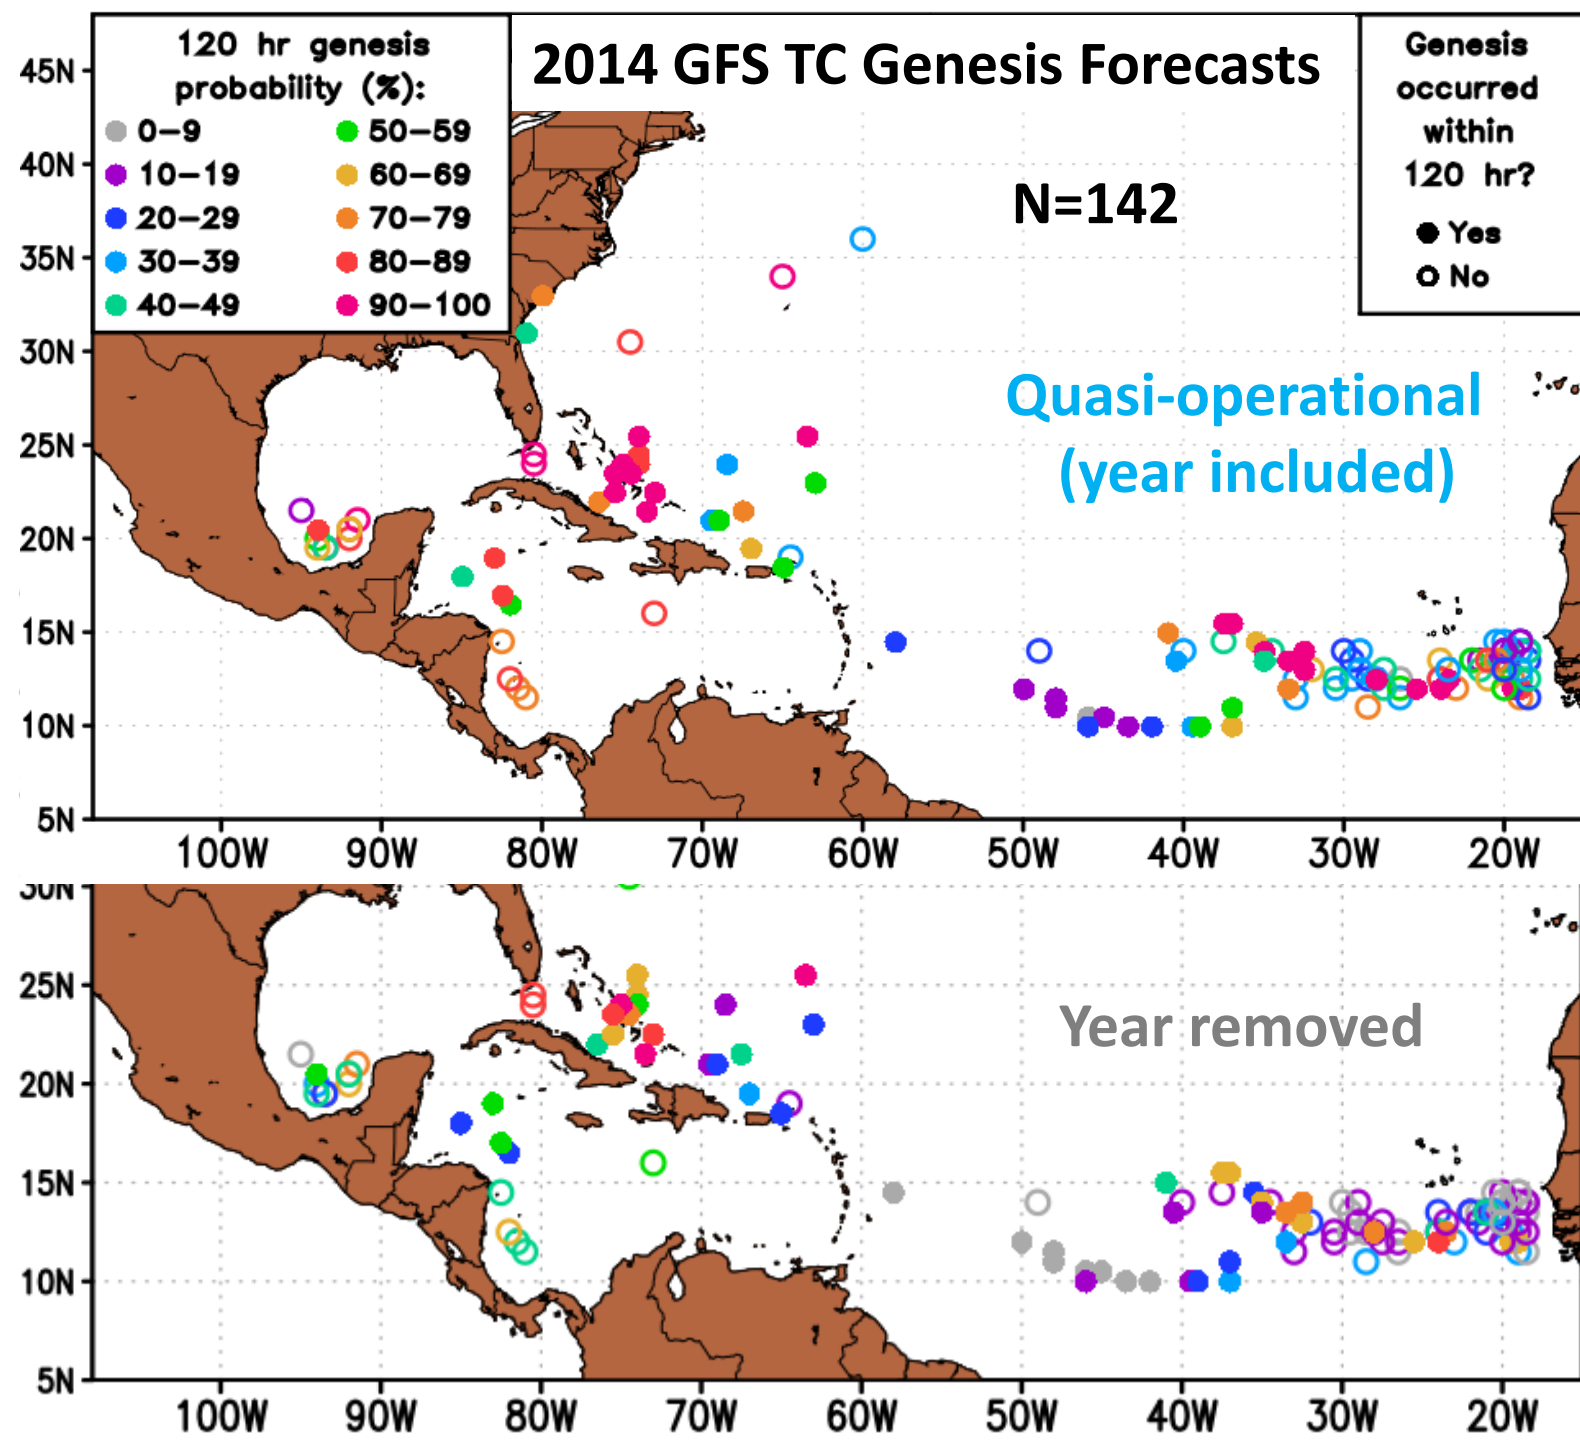 120 hr genesis
probability (%):
0-9
50-59
10-19
60-69
20-29
70-79
30-39
80-89
40-49
90-100
2014 GFS TC Genesis Forecasts
N=142
Genesis
occurred
within
120 hr?
Yes
No
Quasi-operational
(year included)
45N
40N
35N
30N
25N
20N
15N
10N
5N
100W 90W 80W 70W 60W 50W 40W 30W 20W
30N
25N
20N
15N
10N
5N
Year removed
100W 90W 80W 70W 60W 50W 40W 30W 20W